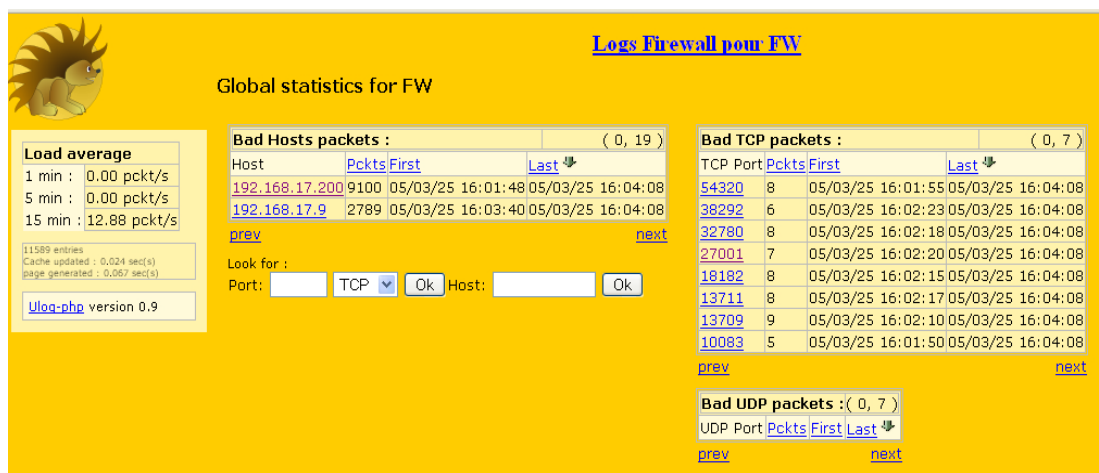 Logs Firewall pour FW
Global statistics for FW
Load average
1 min : 0.00 pckt/s
5 min : 0.00 pckt/s
15 min : 12.88 pckt/s
11589 entries
Cache updated : 0.024 sec(s)
page generated : 0.067 sec(s)
Ulog-php version 0.9
Bad Hosts packets : ( 0, 19 )
Host Pckts First Last
192.168.17.200 9100 05/03/25 16:01:48 05/03/25 16:04:08
192.168.17.9 2789 05/03/25 16:03:40 05/03/25 16:04:08
prev next
Look for :
Port: TCP Ok Host: Ok
Bad TCP packets : ( 0, 7 )
TCP Port Pckts First Last
54320 8 05/03/25 16:01:55 05/03/25 16:04:08
38292 6 05/03/25 16:02:23 05/03/25 16:04:08
32780 8 05/03/25 16:02:18 05/03/25 16:04:08
27001 7 05/03/25 16:02:20 05/03/25 16:04:08
18182 8 05/03/25 16:02:15 05/03/25 16:04:08
13711 8 05/03/25 16:02:17 05/03/25 16:04:08
13709 9 05/03/25 16:02:10 05/03/25 16:04:08
10083 5 05/03/25 16:01:50 05/03/25 16:04:08
prev next
Bad UDP packets : ( 0, 7 )
UDP Port Pckts First Last
prev next